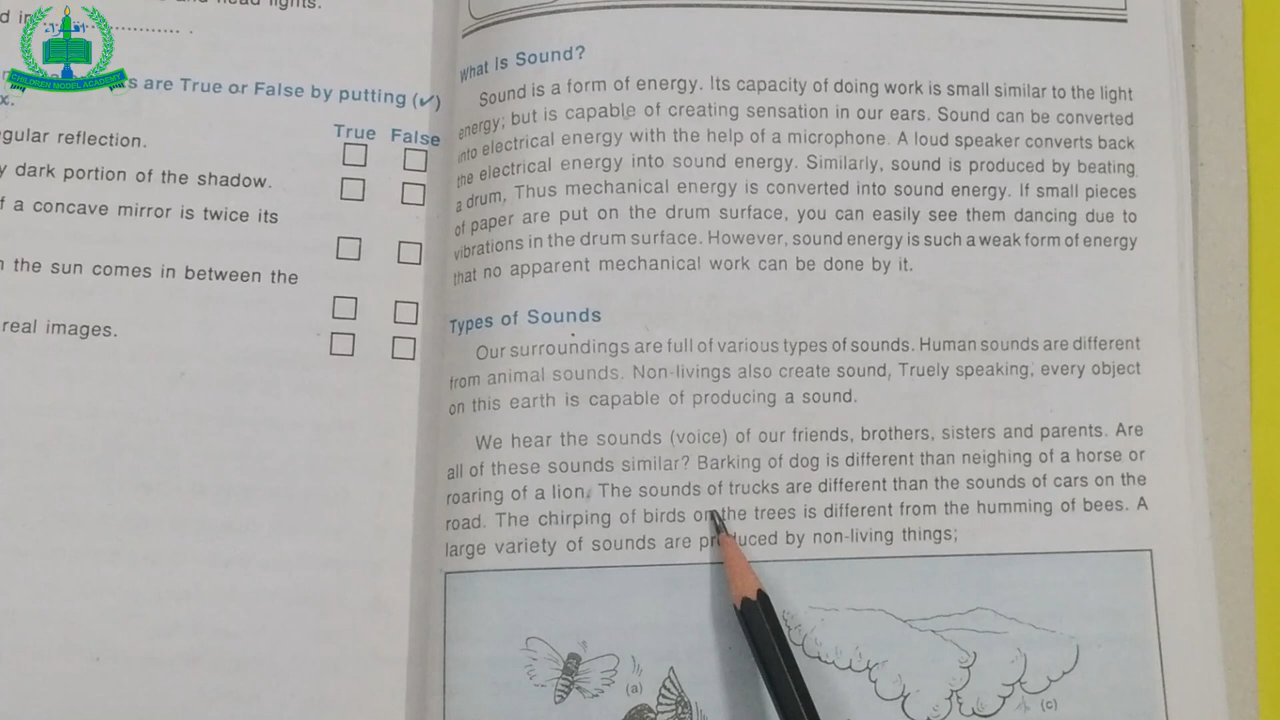 lights.
d in .................... .
s are True or False by putting (✓)
x.
True False
gular reflection.
y dark portion of the shadow.
f a concave mirror is twice its
n the sun comes in between the
real images.
What Is Sound?
Sound is a form of energy. Its capacity of doing work is small similar to the light
energy; but is capable of creating sensation in our ears. Sound can be converted
into electrical energy with the help of a microphone. A loud speaker converts back
the electrical energy into sound energy. Similarly, sound is produced by beating
a drum, Thus mechanical energy is converted into sound energy. If small pieces
of paper are put on the drum surface, you can easily see them dancing due to
vibrations in the drum surface. However, sound energy is such a weak form of energy
that no apparent mechanical work can be done by it.
Types of Sounds
Our surroundings are full of various types of sounds. Human sounds are different
from animal sounds. Non-livings also create sound, Truely speaking, every object
on this earth is capable of producing a sound.
We hear the sounds (voice) of our friends, brothers, sisters and parents. Are
all of these sounds similar? Barking of dog is different than neighing of a horse or
roaring of a lion. The sounds of trucks are different than the sounds of cars on the
road. The chirping of birds on the trees is different from the humming of bees. A
large variety of sounds are produced by non-living things;
(a)
(c)
اقراء
CHILDREN MODEL ACADEMY